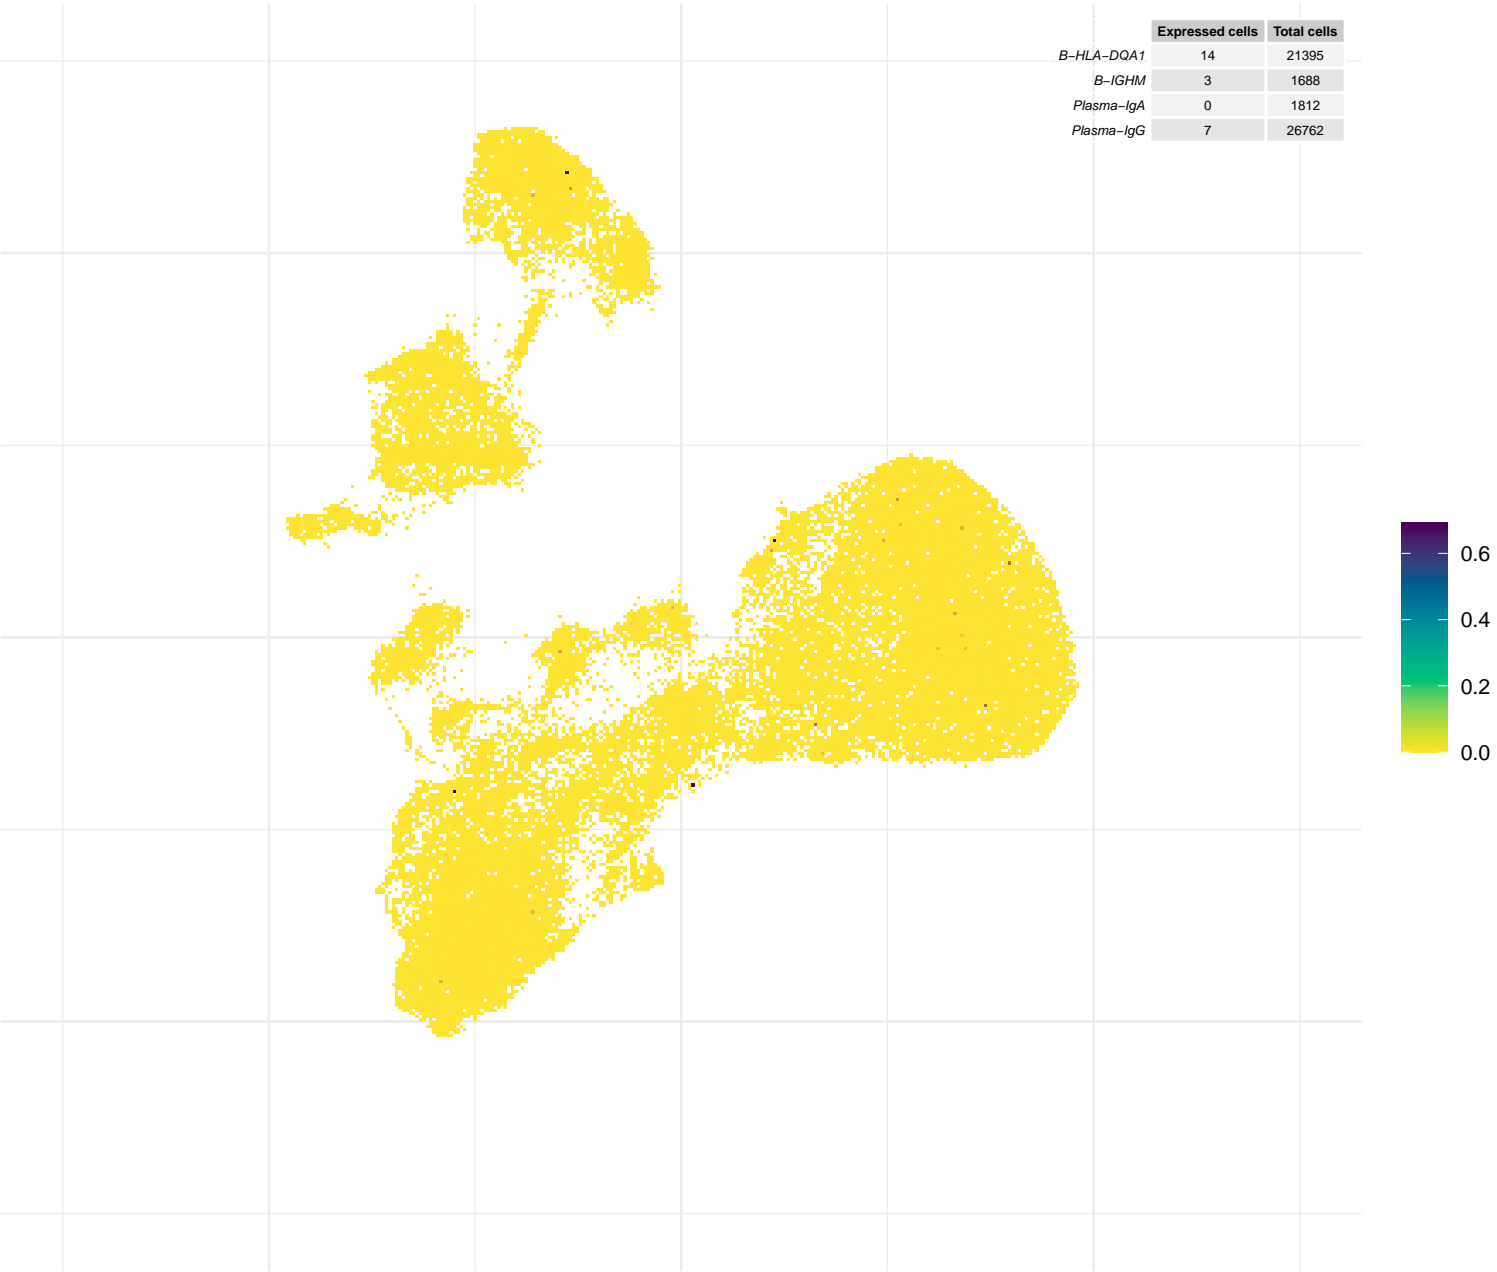 Expressed cells Total cells
B−HLA−DQA1 14 21395
B−IGHM 3 1688
Plasma−IgA 0 1812
Plasma−IgG 7 26762
0.6
0.4
0.2
0.0